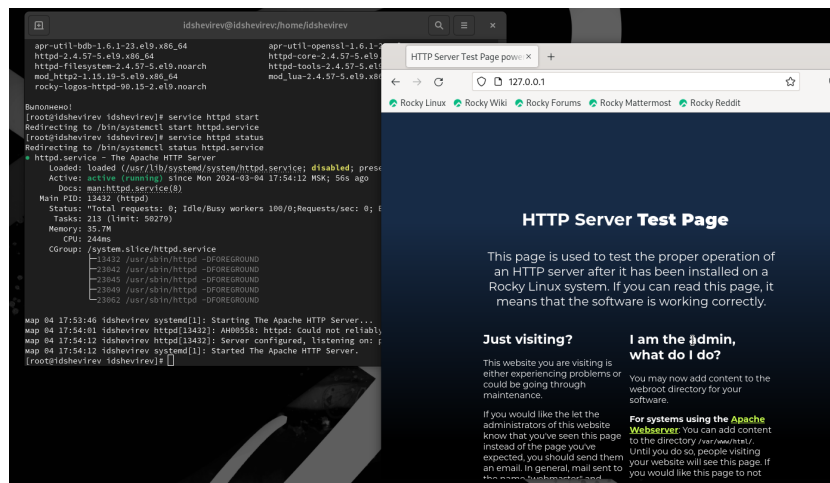 idshevirev@idshevirev:/home/idshevirev
apr-util-bdb-1.6.1-23.el9.x86_64 apr-util-openssl-1.6.1-2
httpd-2.4.57-5.el9.x86_64 httpd-core-2.4.57-5.el9.x8
httpd-filesystem-2.4.57-5.el9.noarch httpd-tools-2.4.57-5.el9.x
mod_http2-1.15.19-5.el9.x86_64 mod_lua-2.4.57-5.el9.x86
rocky-logos-httpd-90.15-2.el9.noarch
Выполнено!
[root@idshevirev idshevirev]# service httpd start
Redirecting to /bin/systemctl start httpd.service
[root@idshevirev idshevirev]# service httpd status
Redirecting to /bin/systemctl status httpd.service
● httpd.service - The Apache HTTP Server
Loaded: loaded (/usr/lib/systemd/system/httpd.service; disabled; prese
Active: active (running) since Mon 2024-03-04 17:54:12 MSK; 56s ago
Docs: man:httpd.service(8)
Main PID: 13432 (httpd)
Status: "Total requests: 0; Idle/Busy workers 100/0;Requests/sec: 0; B
Tasks: 213 (limit: 50279)
Memory: 35.7M
CPU: 244ms
CGroup: /system.slice/httpd.service
├─13432 /usr/sbin/httpd -DFOREGROUND
├─23042 /usr/sbin/httpd -DFOREGROUND
├─23045 /usr/sbin/httpd -DFOREGROUND
├─23049 /usr/sbin/httpd -DFOREGROUND
└─23062 /usr/sbin/httpd -DFOREGROUND
мар 04 17:53:46 idshevirev systemd[1]: Starting The Apache HTTP Server...
мар 04 17:54:01 idshevirev httpd[13432]: AH00558: httpd: Could not reliably
мар 04 17:54:12 idshevirev httpd[13432]: Server configured, listening on: p
мар 04 17:54:12 idshevirev systemd[1]: Started The Apache HTTP Server.
[root@idshevirev idshevirev]#
HTTP Server Test Page powe
127.0.0.1
Rocky Linux Rocky Wiki Rocky Forums Rocky Mattermost Rocky Reddit
HTTP Server Test Page
This page is used to test the proper operation of
an HTTP server after it has been installed on a
Rocky Linux system. If you can read this page, it
means that the software is working correctly.
Just visiting?
This website you are visiting is
either experiencing problems or
could be going through
maintenance.
If you would like the let the
administrators of this website
know that you've seen this page
instead of the page you've
expected, you should send them
an email. In general, mail sent to
the name "webmaster" and
I am the admin,
what do I do?
You may now add content to the
webroot directory for your
software.
For systems using the Apache
Webserver: You can add content
to the directory /var/www/html/.
Until you do so, people visiting
your website will see this page. If
you would like this page to not